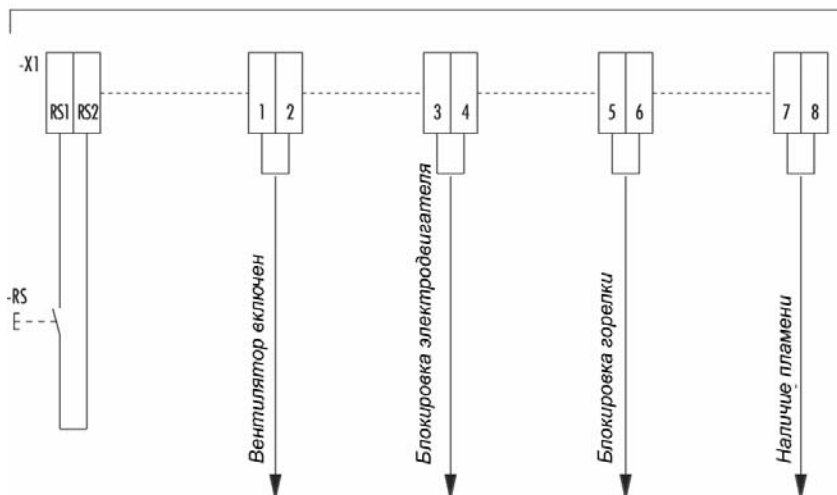 -X1
RS1 RS2 1 2 3 4 5 6 7 8
-RS
E
Вентилятор включен
Блокировка электродвигателя
Блокировка горелки
Наличие пламени